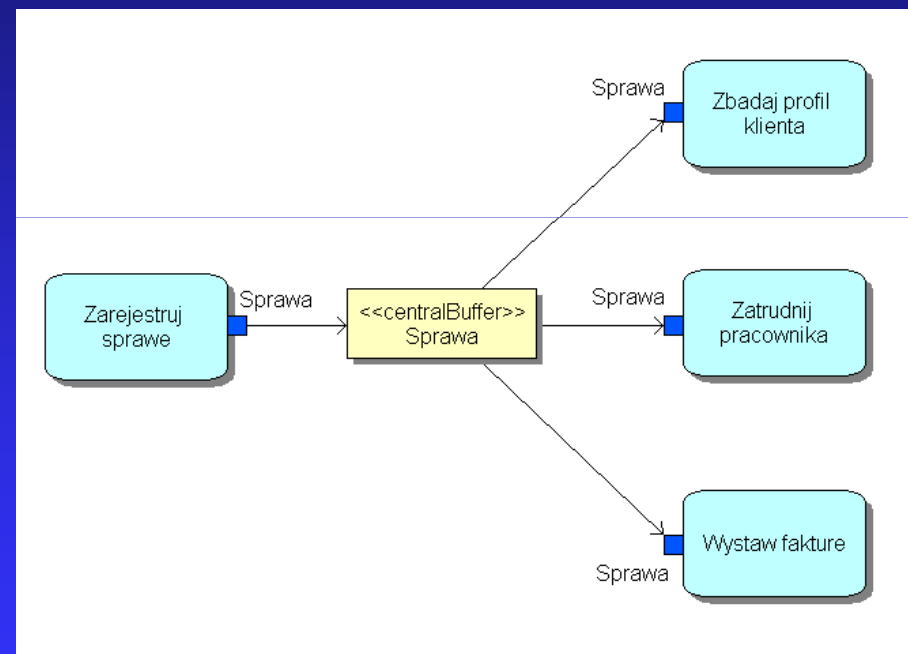 Sprawa
Zbadaj profil
klienta
Zarejestruj
sprawe
Sprawa
<<centralBuffer>>
Sprawa
Sprawa
Zatrudnij
pracownika
Wystaw fakture
Sprawa